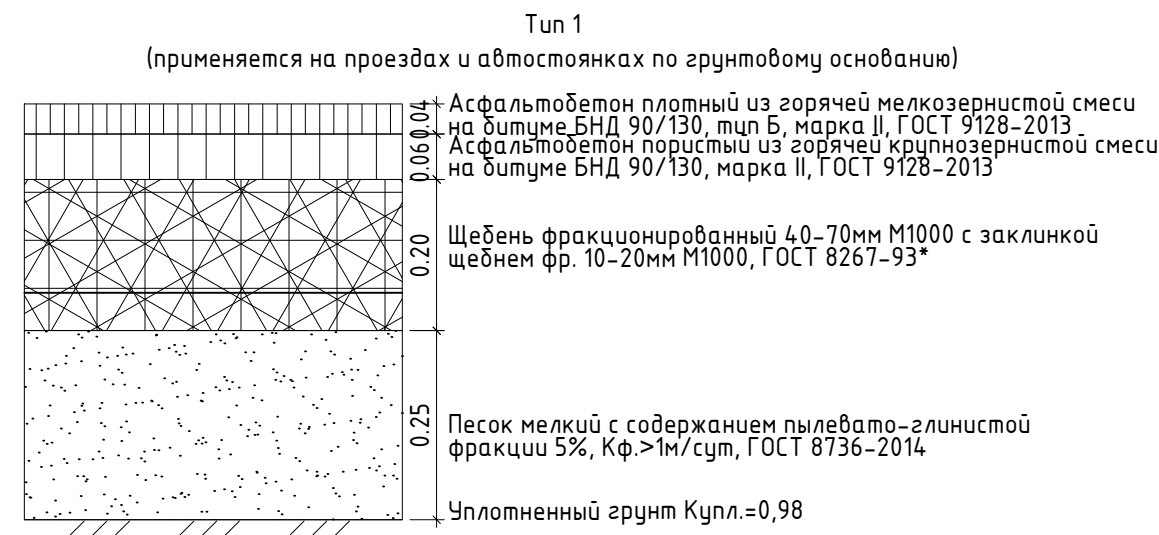 Тип 1
(применяется на проездах и автостоянках по грунтовому основанию)
0.04
Асфальтобетон плотный из горячей мелкозернистой смеси
на битуме БНД 90/130, тип Б, марка II, ГОСТ 9128-2013
0.06
Асфальтобетон пористый из горячей крупнозернистой смеси
на битуме БНД 90/130, марка II, ГОСТ 9128-2013
0.20
Щебень фракционированный 40-70мм М1000 с заклинкой
щебнем фр. 10-20мм М1000, ГОСТ 8267-93*
0.25
Песок мелкий с содержанием пылевато-глинистой
фракции 5%, Кф.>1м/сут, ГОСТ 8736-2014
Уплотненный грунт Купл.=0,98